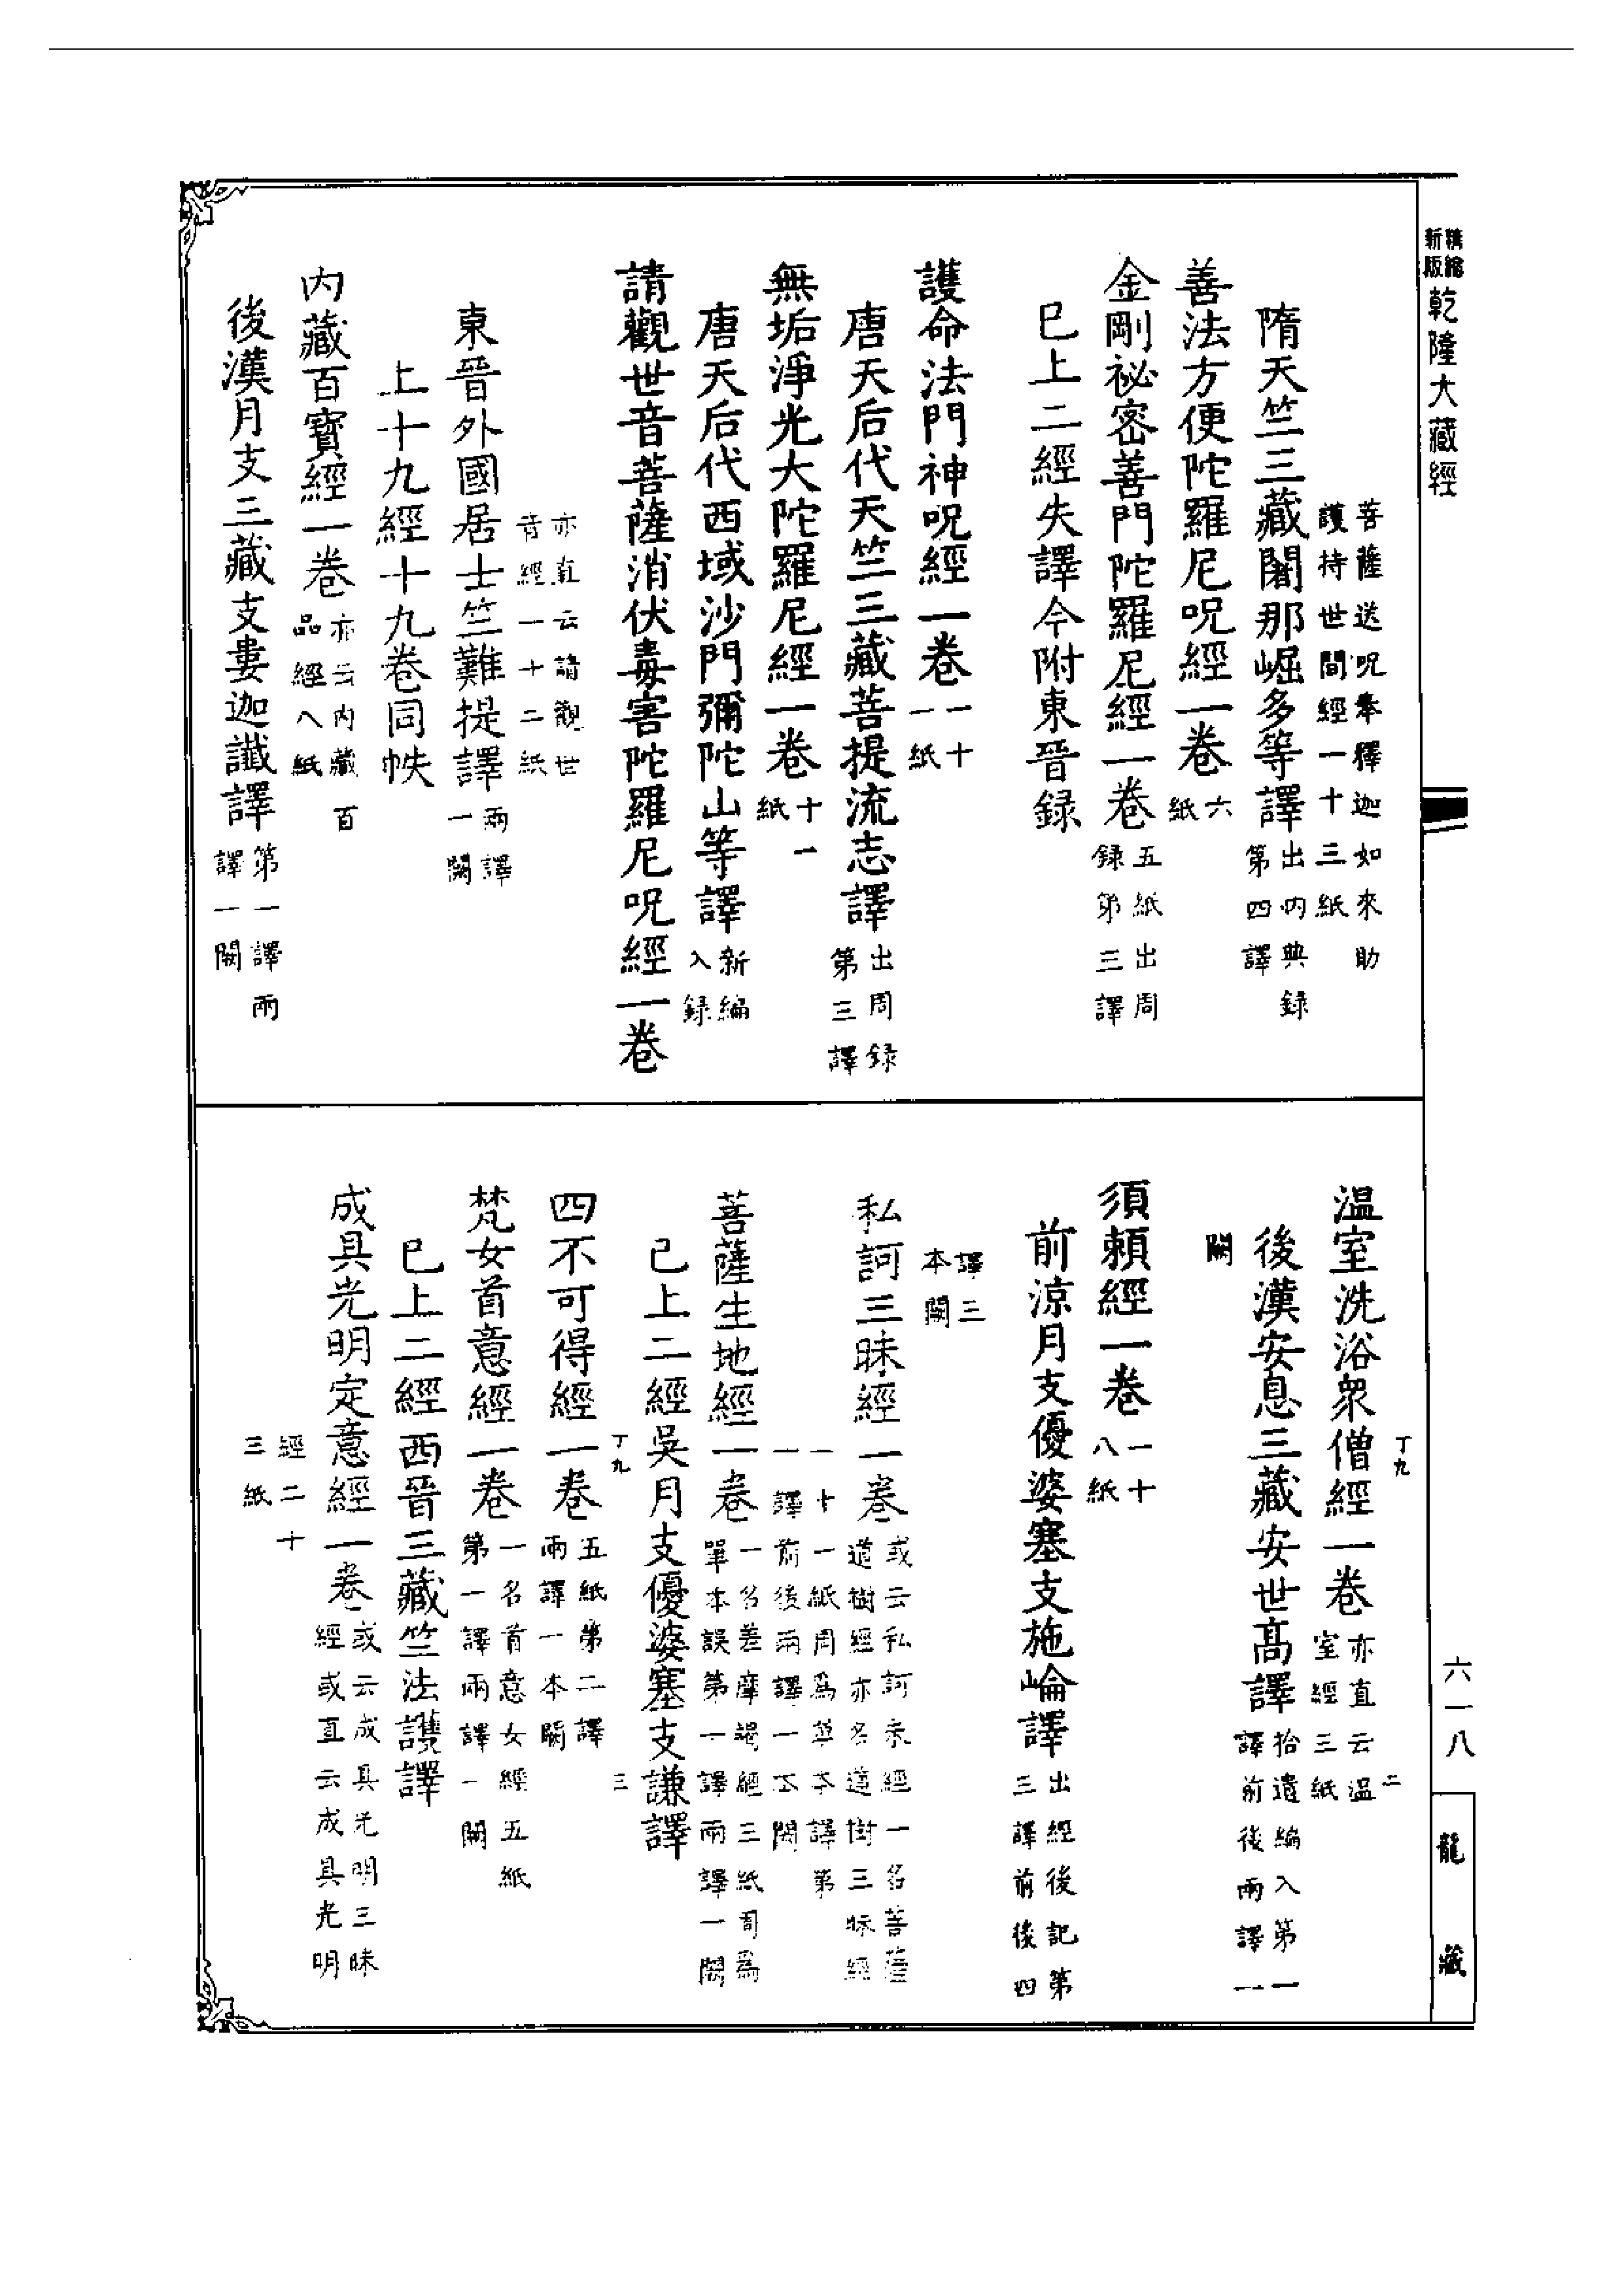 精縮
新版
乾隆大藏經
菩薩送呪奉釋迦如來助
護持世間經一十三紙
隋天竺三藏闍那崛多等譯出內典録
第四譯
善法方便陀羅尼呪經一卷六
紙
金剛祕密善門陀羅尼經一卷五紙出周
録第三譯
巳上二經失譯今附東晉録
護命法門神呪經一卷一十
一紙
唐天后代天竺三藏菩提流志譯出周録
第三譯
無垢淨光大陀羅尼經一卷十一
紙
唐天后代西域沙門彌陀山等譯新編
入録
請觀世音菩薩消伏毒害陀羅尼呪經一卷
亦直云請觀世
音經一十二紙
東晉外國居士竺難提譯兩譯
一闕
上十九經十九卷同帙
內藏百寶經一卷亦云內藏百
品經八紙
後漢月支三藏支婁迦讖譯第一譯兩
譯一闕
丁九
二
溫室洗浴衆僧經一卷亦直云溫
室經三紙
後漢安息三藏安世高譯拾遺編入第一
譯前後兩譯一
闕
須賴經一卷一十
八紙
前涼月支優婆塞支施崘譯出經後記第
三譯前後四
譯三
本闕
私訶三昧經一卷或云私訶末經一名菩薩
道樹經亦名道樹三昧經
一十一紙周爲單本譯第
一譯前後兩譯一本闕
菩薩生地經一卷一名差摩竭經三紙周爲
單本誤第一譯兩譯一闕
巳上二經吳月支優婆塞支謙譯
丁九
三
四不可得經一卷五紙第二譯
兩譯一本闕
梵女首意經一卷一名首意女經五紙
第一譯兩譯一闕
巳上二經西晉三藏竺法護譯
成具光明定意經一卷或云成具光明三昧
經或直云成具光明
經二十
三紙
六一八
龍藏